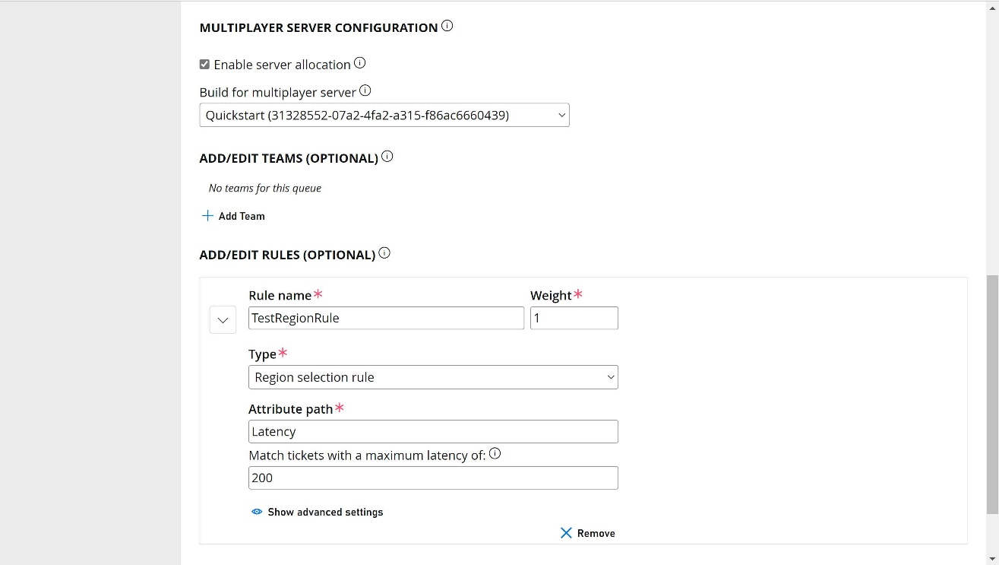 MULTIPLAYER SERVER CONFIGURATION
Enable server allocation
Build for multiplayer server
Quickstart (31328552-07a2-4fa2-a315-f86ac6660439)
ADD/EDIT TEAMS (OPTIONAL)
No teams for this queue
Add Team
ADD/EDIT RULES (OPTIONAL)
Rule name* Weight*
TestRegionRule 1
Type*
Region selection rule
Attribute path*
Latency
Match tickets with a maximum latency of:
200
Show advanced settings
Remove